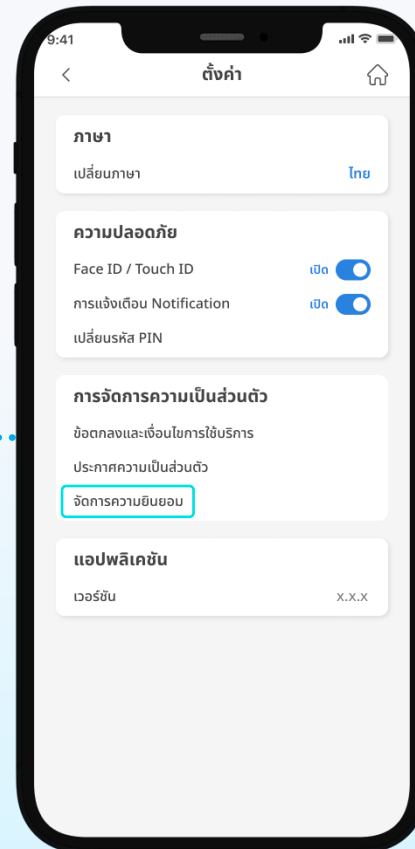 9:41
ตั้งค่า
ภาษา
เปลี่ยนภาษา ไทย
ความปลอดภัย
Face ID / Touch ID เปิด
การแจ้งเตือน Notification เปิด
เปลี่ยนรหัส PIN
การจัดการความเป็นส่วนตัว
ข้อตกลงและเงื่อนไขการใช้บริการ
ประกาศความเป็นส่วนตัว
จัดการความยินยอม
แอปพลิเคชัน
เวอร์ชัน x.x.x